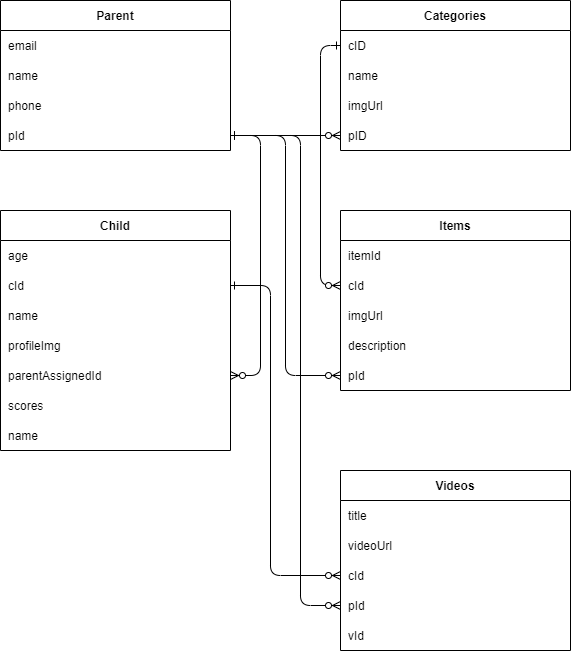 Parent
email
name
phone
pId
Categories
cID
name
imgUrl
pID
Child
age
cId
name
profileImg
parentAssignedId
scores
name
Items
itemId
cId
imgUrl
description
pId
Videos
title
videoUrl
cId
pId
vId